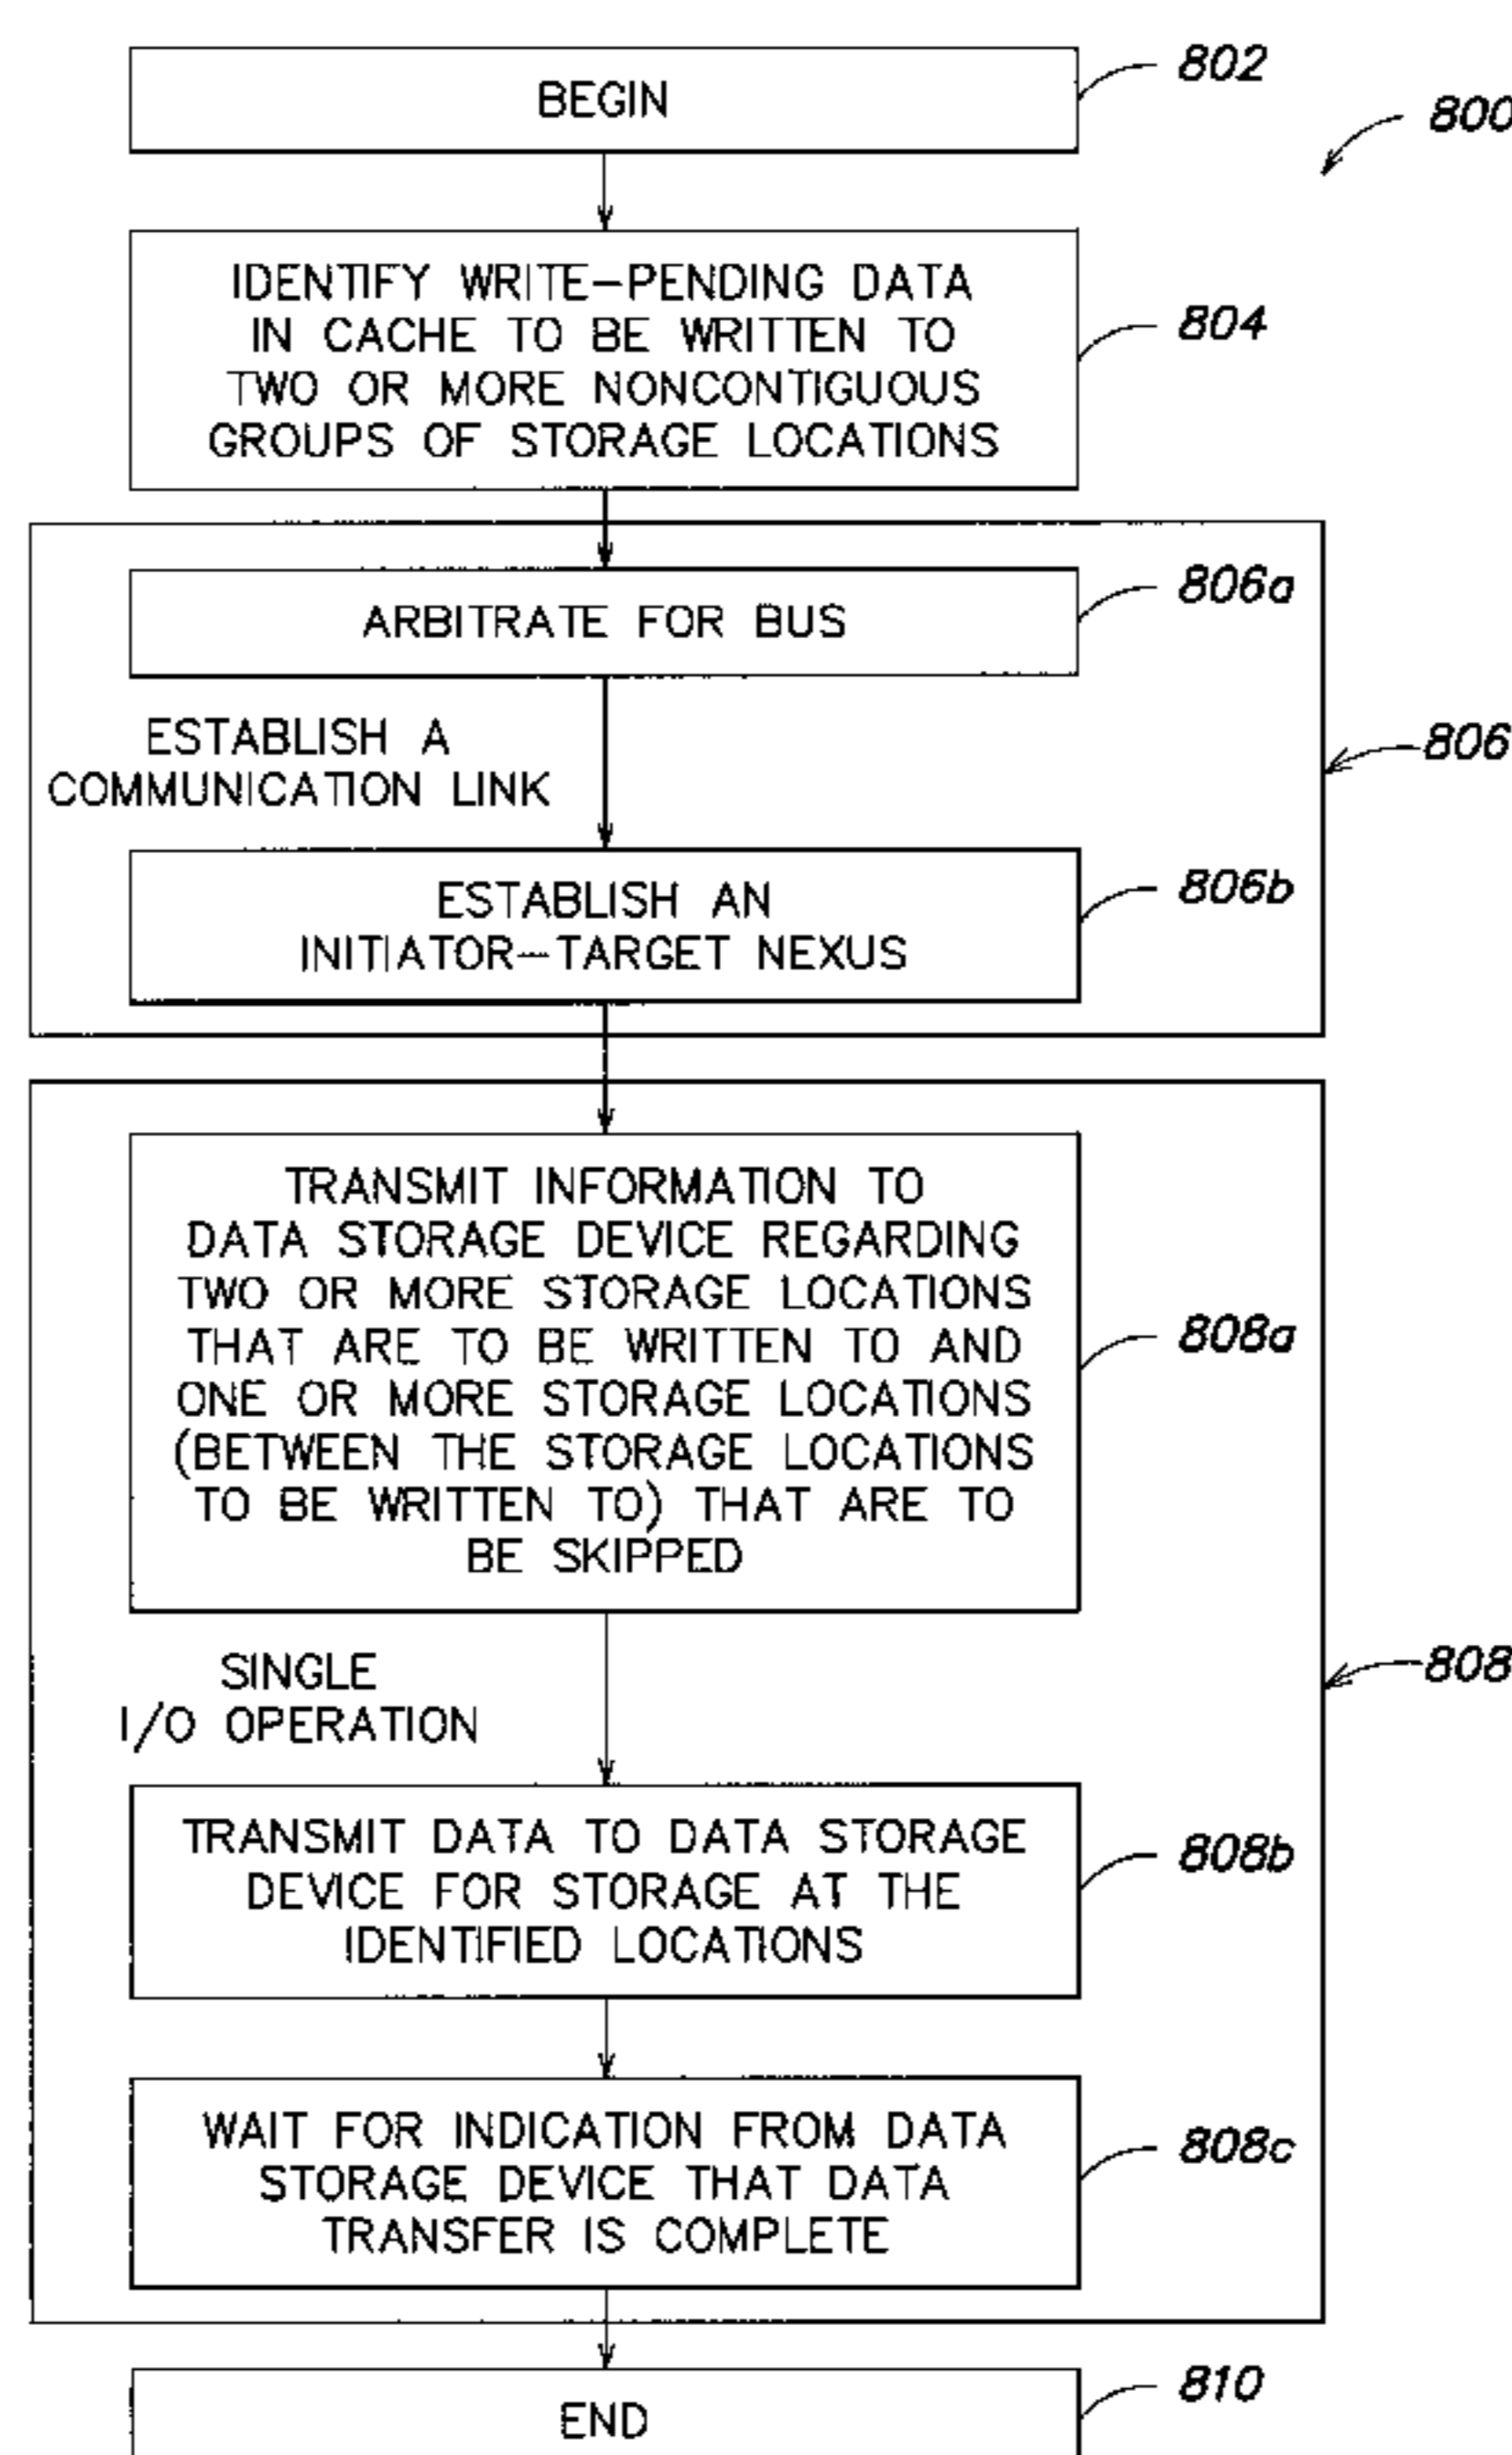 BEGIN
802
800
IDENTIFY WRITE-PENDING DATA
IN CACHE TO BE WRITTEN TO
TWO OR MORE NONCONTIGUOUS
GROUPS OF STORAGE LOCATIONS
804
ARBITRATE FOR BUS
806a
ESTABLISH A
COMMUNICATION LINK
806
ESTABLISH AN
INITIATOR-TARGET NEXUS
806b
TRANSMIT INFORMATION TO
DATA STORAGE DEVICE REGARDING
TWO OR MORE STORAGE LOCATIONS
THAT ARE TO BE WRITTEN TO AND
ONE OR MORE STORAGE LOCATIONS
(BETWEEN THE STORAGE LOCATIONS
TO BE WRITTEN TO) THAT ARE TO
BE SKIPPED
808a
SINGLE
I/O OPERATION
808
TRANSMIT DATA TO DATA STORAGE
DEVICE FOR STORAGE AT THE
IDENTIFIED LOCATIONS
808b
WAIT FOR INDICATION FROM DATA
STORAGE DEVICE THAT DATA
TRANSFER IS COMPLETE
808c
END
810